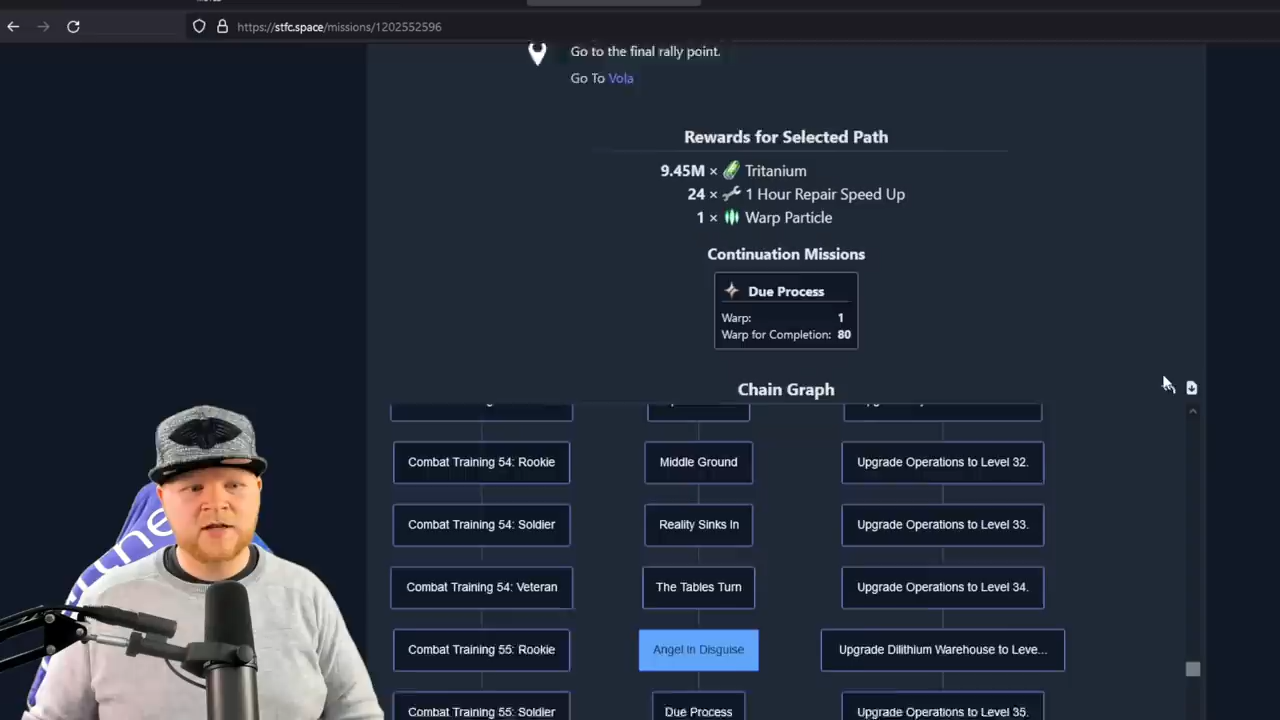 https://stfc.space/missions/1202552596
Go to the final rally point.
Go To Vola
Rewards for Selected Path
9.45M × Tritanium
24 × 1 Hour Repair Speed Up
1 × Warp Particle
Continuation Missions
Due Process
Warp: 1
Warp for Completion: 80
Chain Graph
Combat Training 54: Rookie
Middle Ground
Upgrade Operations to Level 32.
Combat Training 54: Soldier
Reality Sinks In
Upgrade Operations to Level 33.
Combat Training 54: Veteran
The Tables Turn
Upgrade Operations to Level 34.
Combat Training 55: Rookie
Angel In Disguise
Upgrade Dilithium Warehouse to Leve...
Combat Training 55: Soldier
Due Process
Upgrade Operations to Level 35.